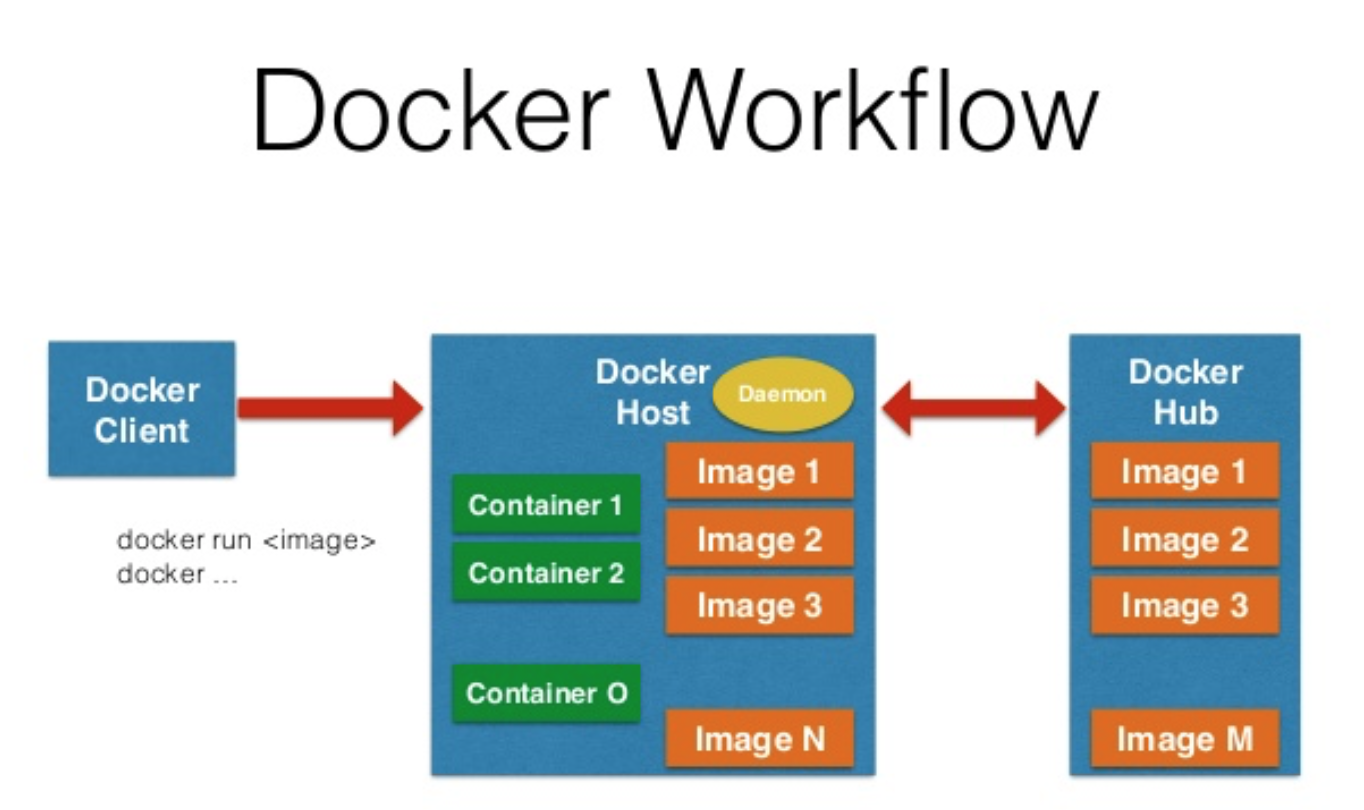 Docker Workflow
Docker
Client
docker run <image>
docker ...
Docker
Host
Daemon
Container 1
Container 2
Container O
Image 1
Image 2
Image 3
Image N
Docker
Hub
Image 1
Image 2
Image 3
Image M